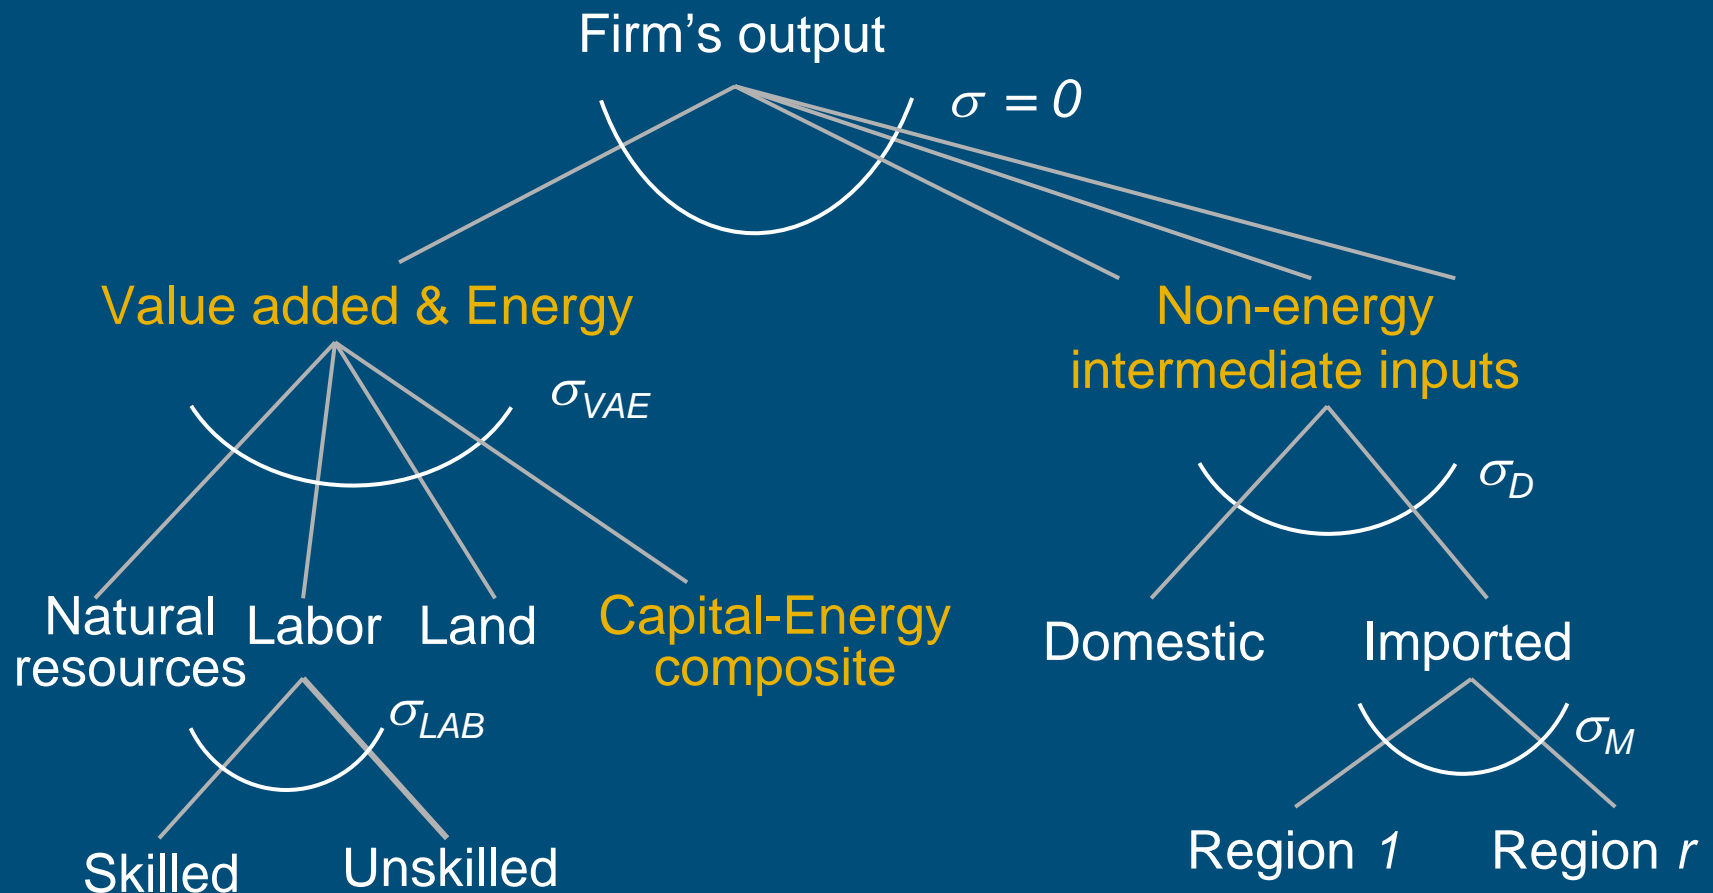 Firm’s output
σ = 0
Value added & Energy
Non-energy
intermediate inputs
σVAE
σD
Natural
resources
Labor
Land
Capital-Energy
composite
Domestic
Imported
σLAB
σM
Skilled
Unskilled
Region 1
Region r